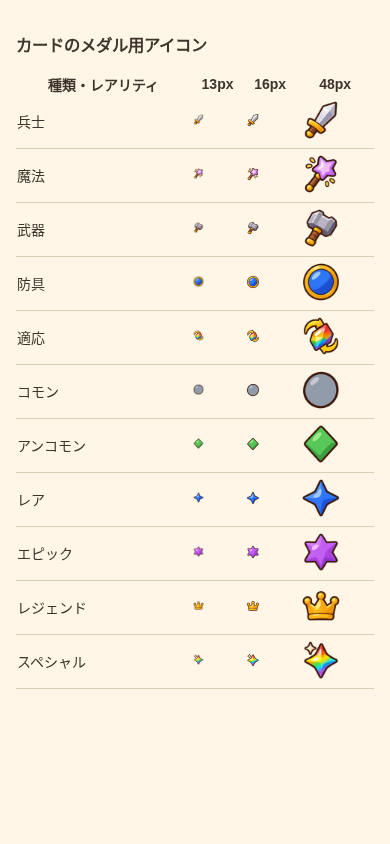 カードのメダル用アイコン
種類・レアリティ 13px 16px 48px
兵士
魔法
武器
防具
適応
コモン
アンコモン
レア
エピック
レジェンド
スペシャル